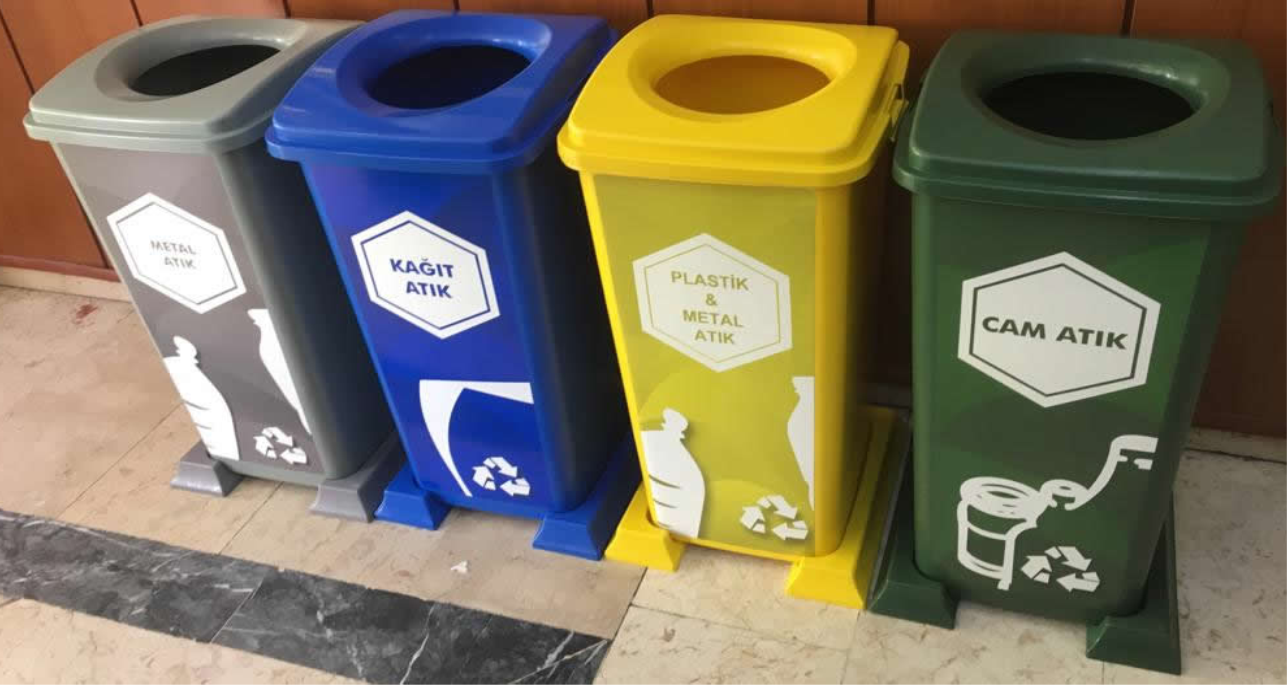 METAL
ATIK
KAĞIT
ATIK
PLASTİK
&
METAL
ATIK
CAM ATIK